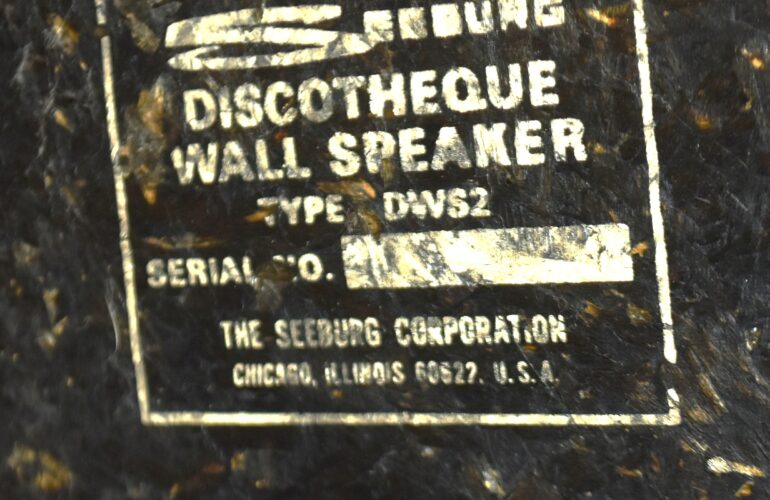 SEEBURG
DISCOTHEQUE
WALL SPEAKER
TYPE DWS2
SERIAL NO.
THE SEEBURG CORPORATION
CHICAGO, ILLINOIS 60622. U.S.A.